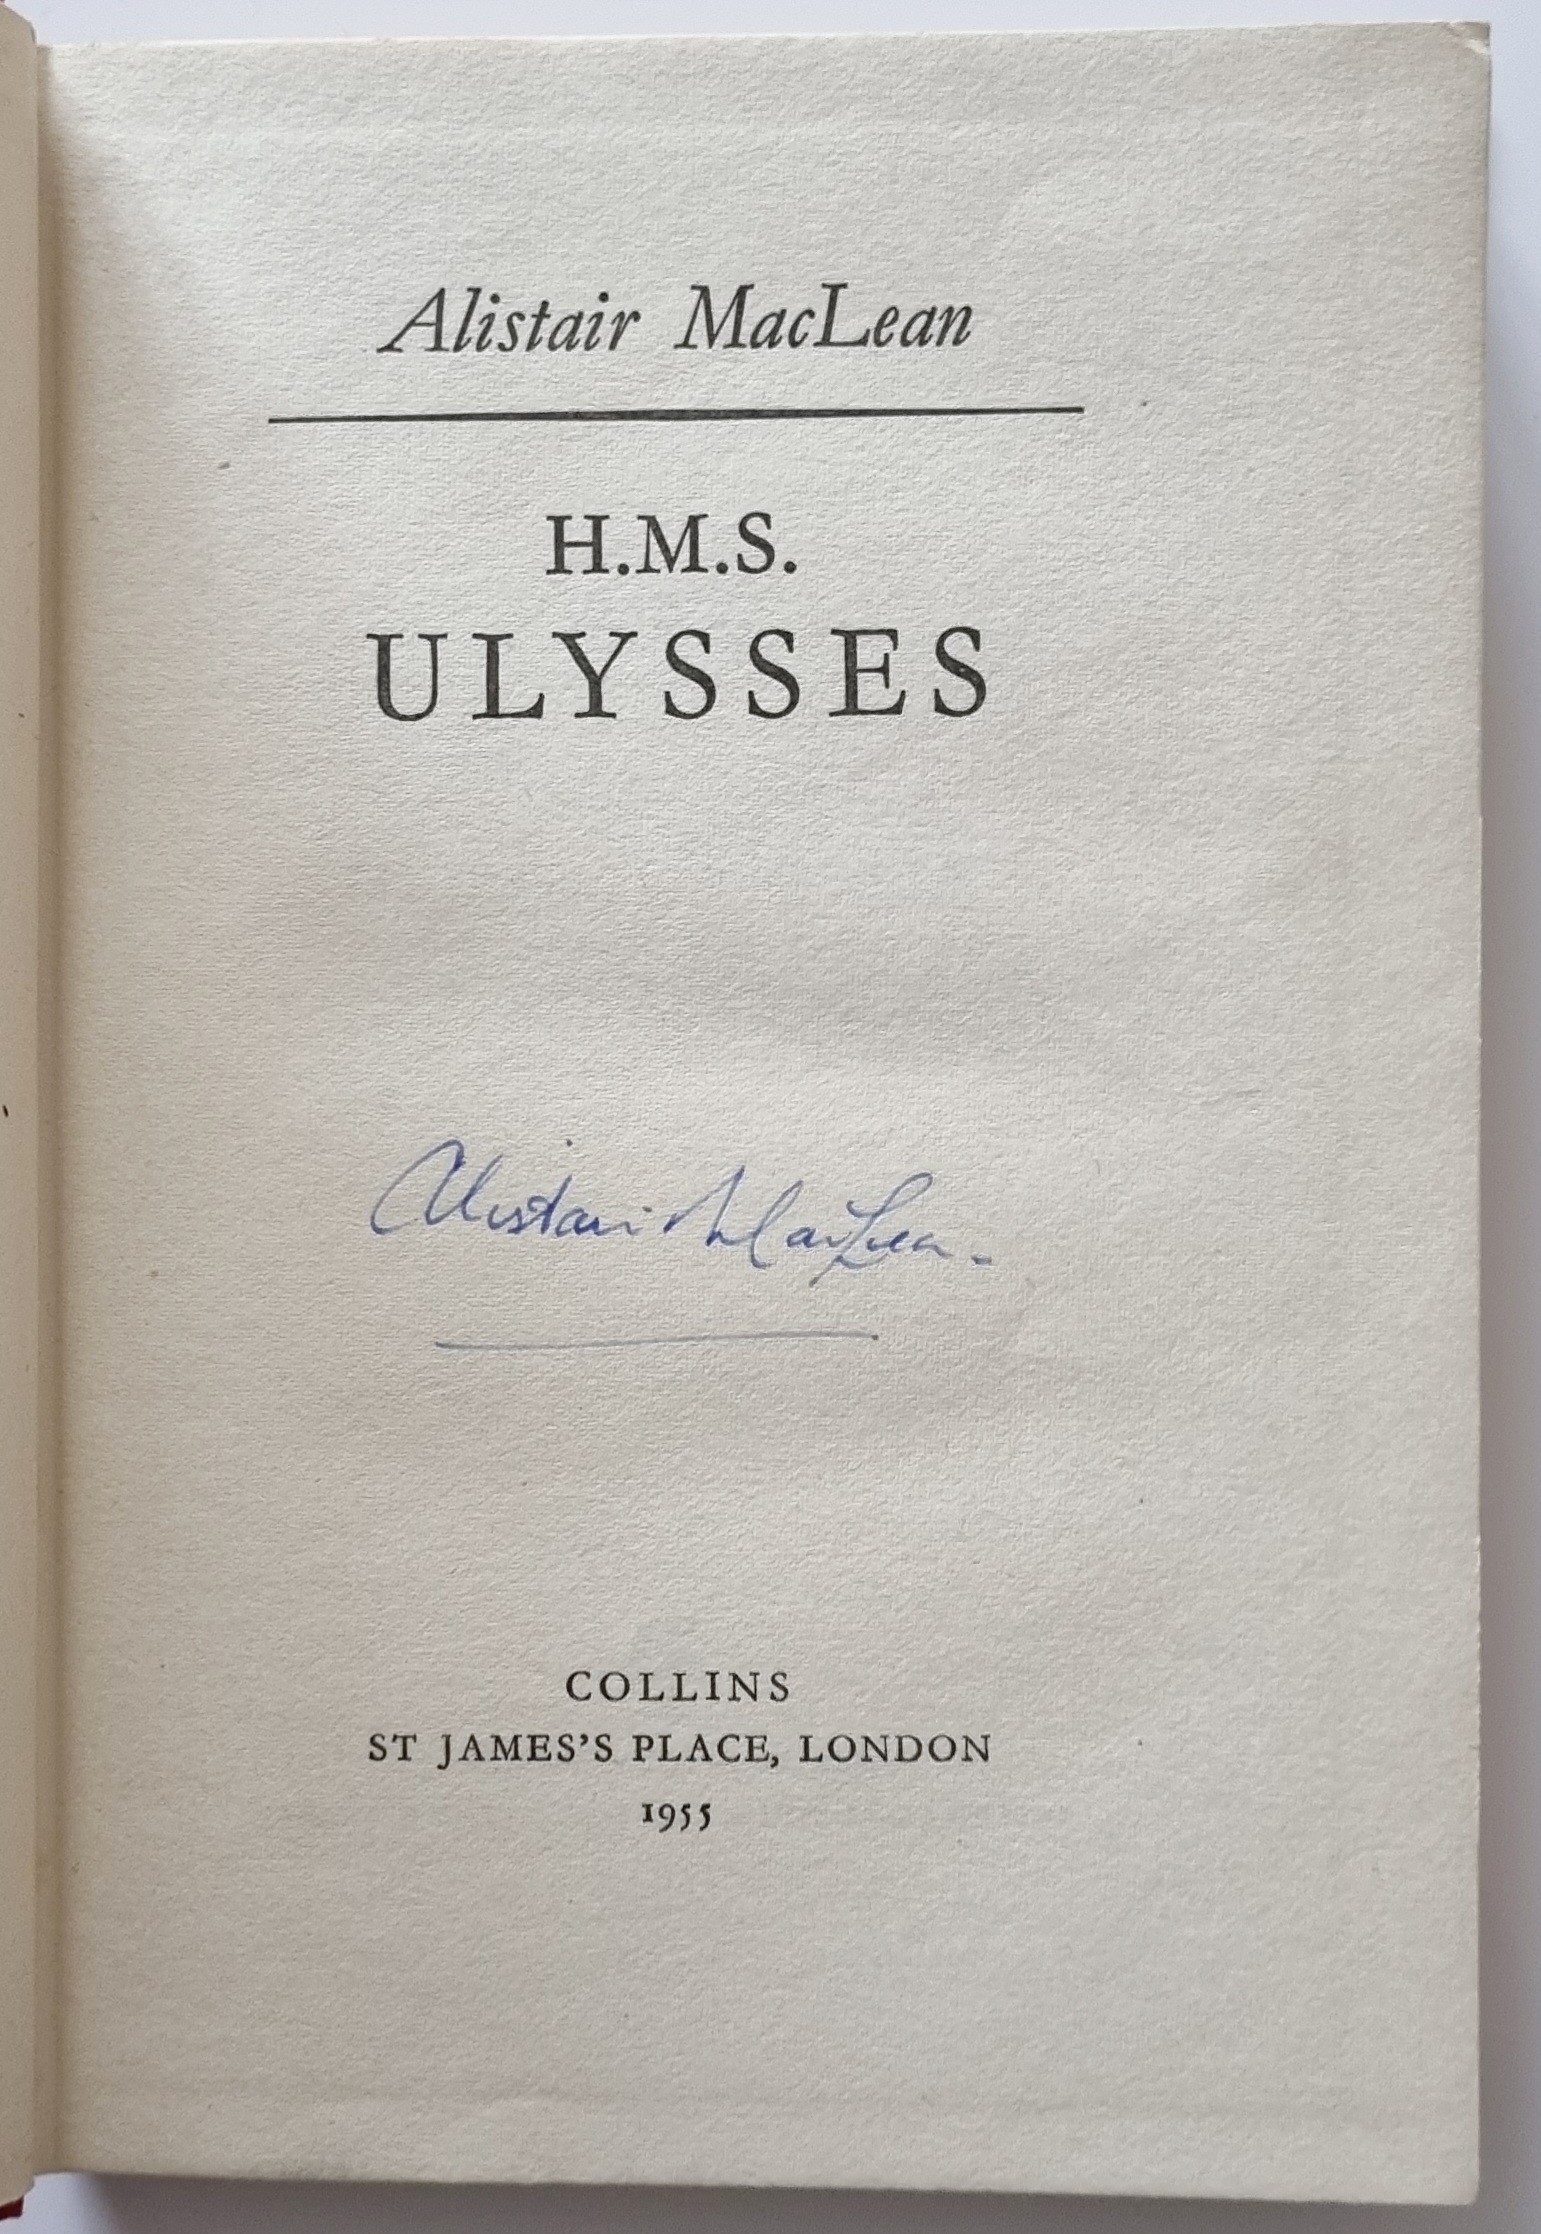 Alistair MacLean
H.M.S.
ULYSSES
Alistair MacLean.
COLLINS
ST JAMES'S PLACE, LONDON
1955